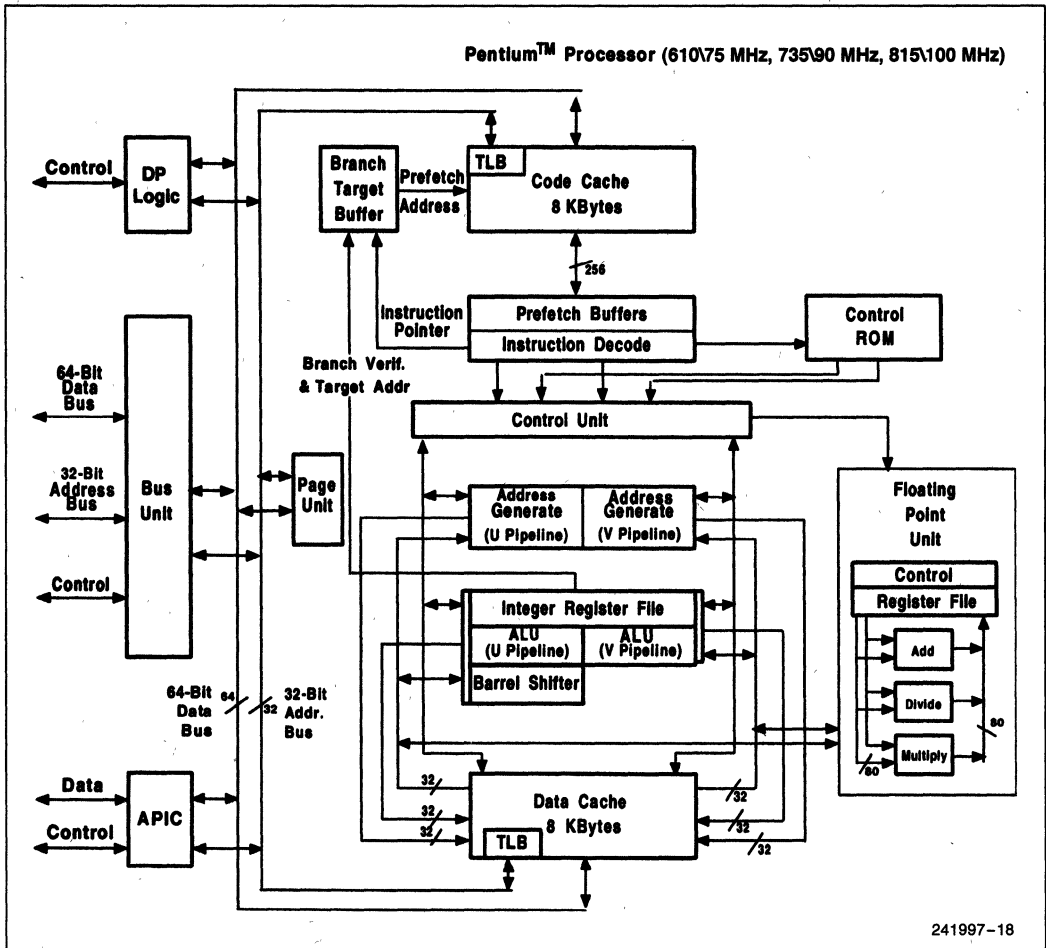 Pentium™ Processor (610\75 MHz, 735\90 MHz, 815\100 MHz)
Control
DP
Logic
Branch
Target
Buffer
Prefetch
Address
TLB
Code Cache
8 KBytes
256
Instruction
Pointer
Prefetch Buffers
Instruction Decode
Control
ROM
Branch Verif.
& Target Addr
64-Bit
Data
Bus
32-Bit
Address
Bus
Control
Bus
Unit
Page
Unit
Control Unit
Address
Generate
(U Pipeline)
Address
Generate
(V Pipeline)
Floating
Point
Unit
Control
Register File
Add
Divide
Multiply
80
80
Integer Register File
ALU
(U Pipeline)
ALU
(V Pipeline)
Barrel Shifter
64-Bit
Data
Bus
64
32
32-Bit
Addr.
Bus
Data
Control
APIC
32
32
32
Data Cache
8 KBytes
TLB
32
32
32
241997-18